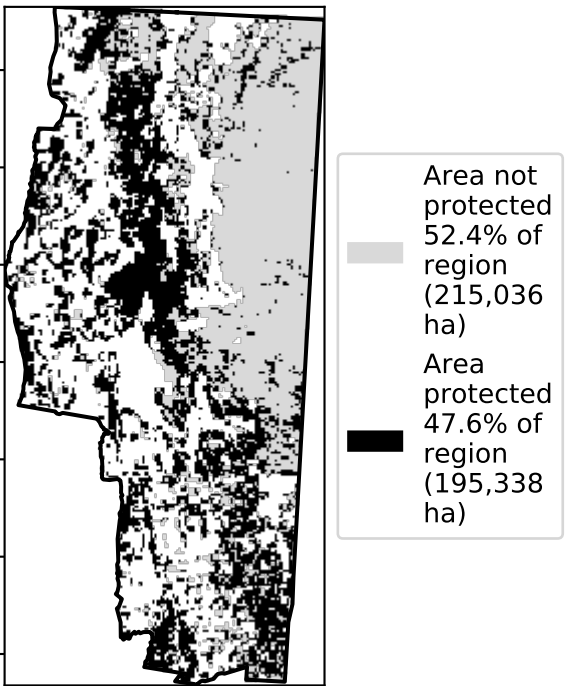 Area not
protected
52.4% of
region
(215,036
ha)
Area
protected
47.6% of
region
(195,338
ha)